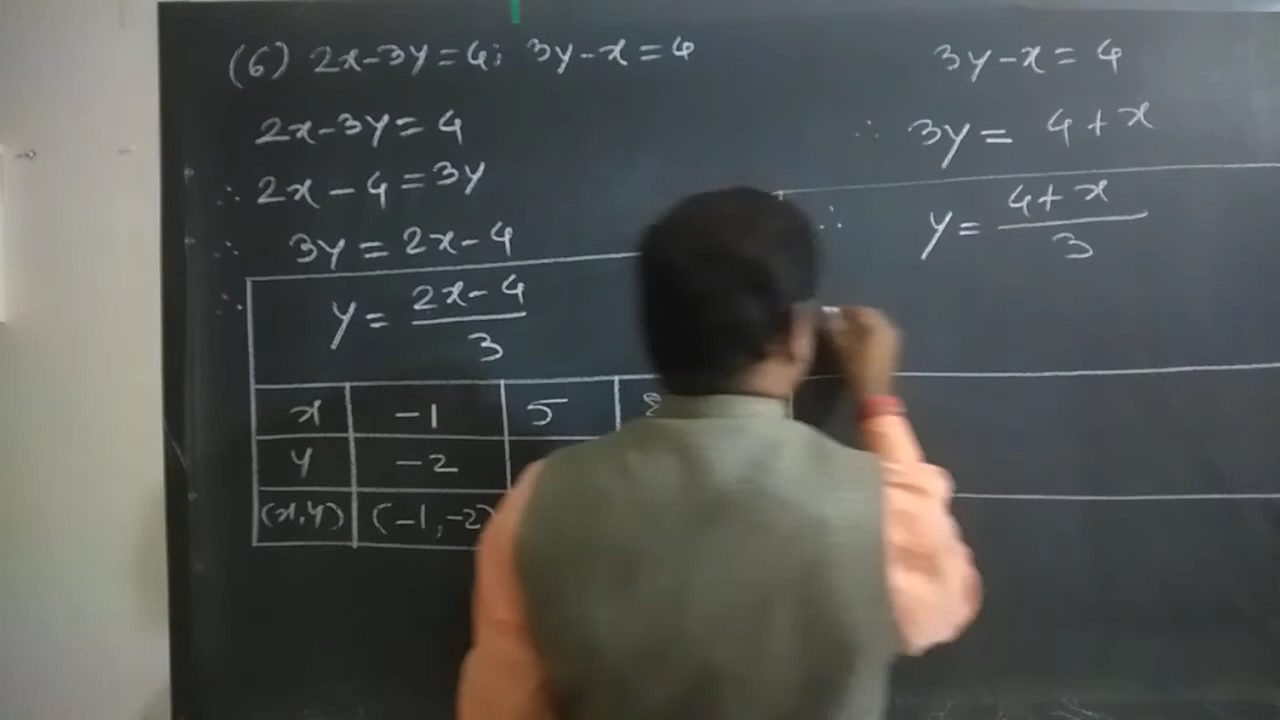 (6) 2x-3y=4; 3y-x=4
2x-3y=4
∴ 2x-4=3y
∴ 3y=2x-4
∴ y=(2x-4)/3
x -1 5
y -2
(x,y) (-1,-2)
3y-x=4
∴ 3y=4+x
∴ y=(4+x)/3